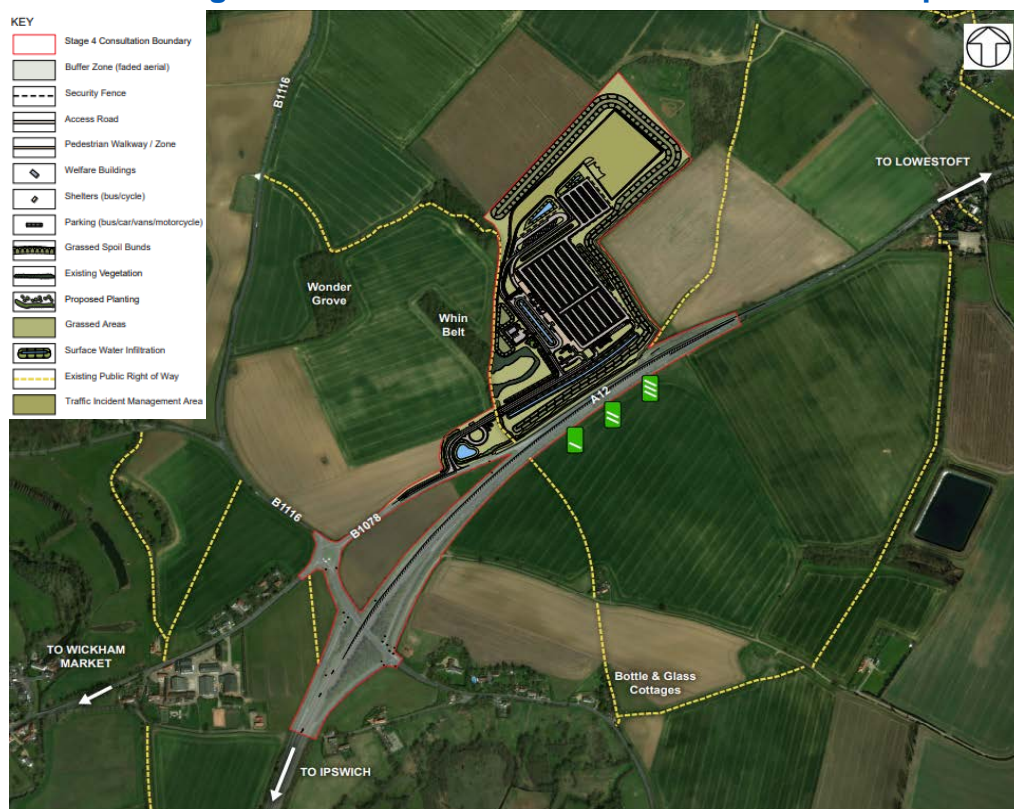 KEY
Stage 4 Consultation Boundary
Buffer Zone (faded aerial)
Security Fence
Access Road
Pedestrian Walkway / Zone
Welfare Buildings
Shelters (bus/cycle)
Parking (bus/car/vans/motorcycle)
Grassed Spoil Bunds
Existing Vegetation
Proposed Planting
Grassed Areas
Surface Water Infiltration
Existing Public Right of Way
Traffic Incident Management Area
B1116
TO LOWESTOFT
Wonder
Grove
Whin
Belt
A12
B1116
B1078
TO WICKHAM
MARKET
Bottle & Glass
Cottages
TO IPSWICH